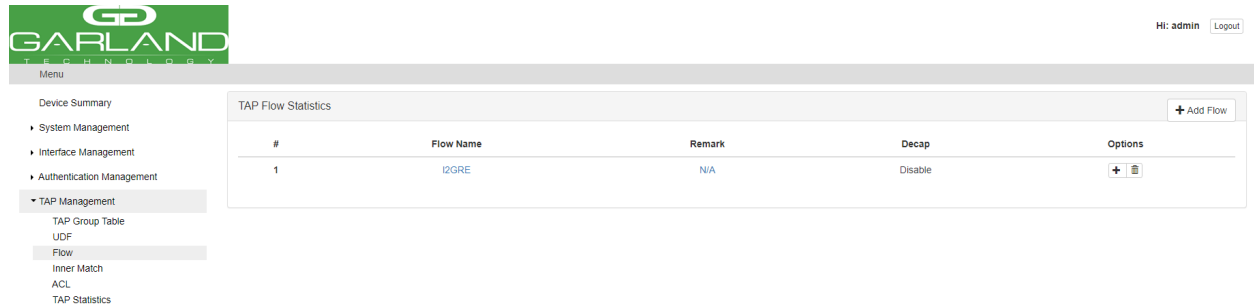 GARLAND
TECHNOLOGY
Hi: admin Logout
Menu
Device Summary
System Management
Interface Management
Authentication Management
TAP Management
TAP Group Table
UDF
Flow
Inner Match
ACL
TAP Statistics
TAP Flow Statistics
+ Add Flow
# Flow Name Remark Decap Options
1 l2GRE N/A Disable